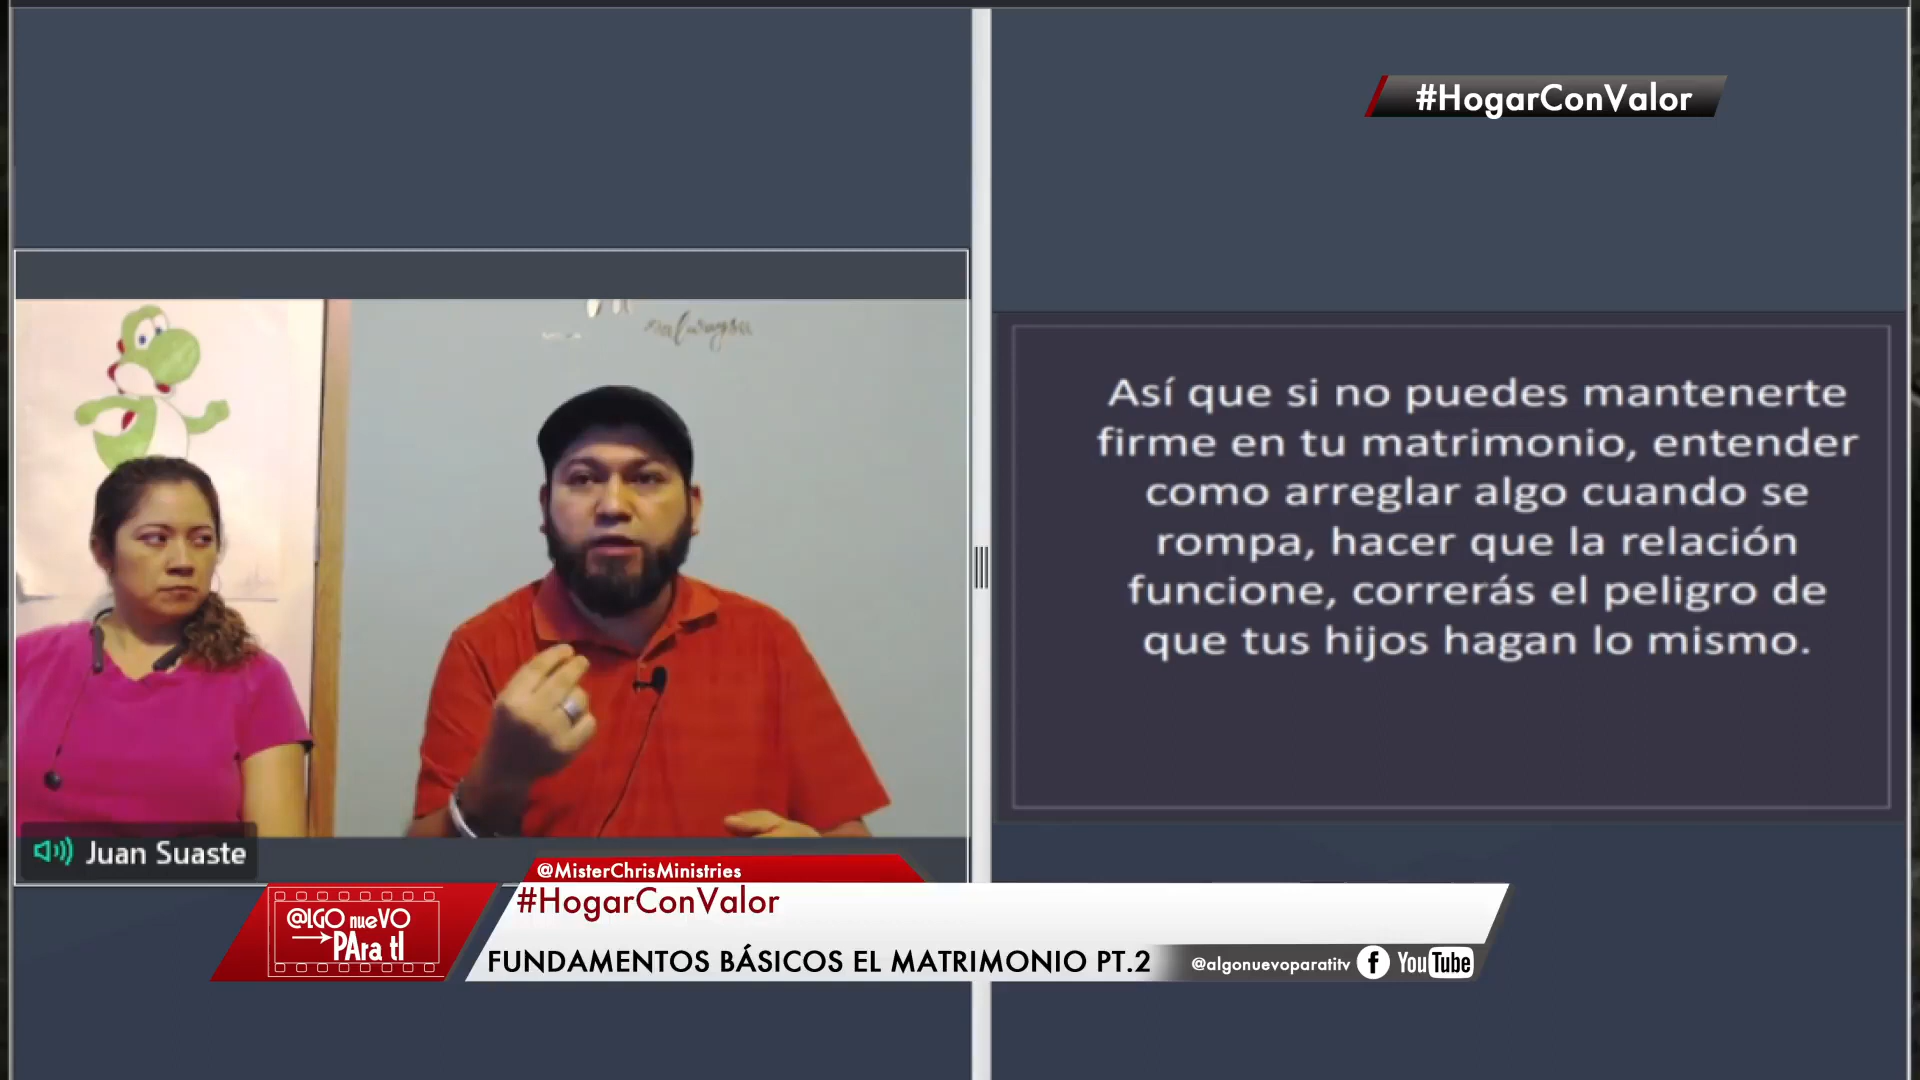 #HogarConValor
always
Así que si no puedes mantenerte
firme en tu matrimonio, entender
como arreglar algo cuando se
rompa, hacer que la relación
funcione, correrás el peligro de
que tus hijos hagan lo mismo.
Juan Suaste
@MisterChrisMinistries
#HogarConValor
@LGO nueVO
PAra tI
FUNDAMENTOS BÁSICOS EL MATRIMONIO PT.2
@algonuevoparatitv f YouTube